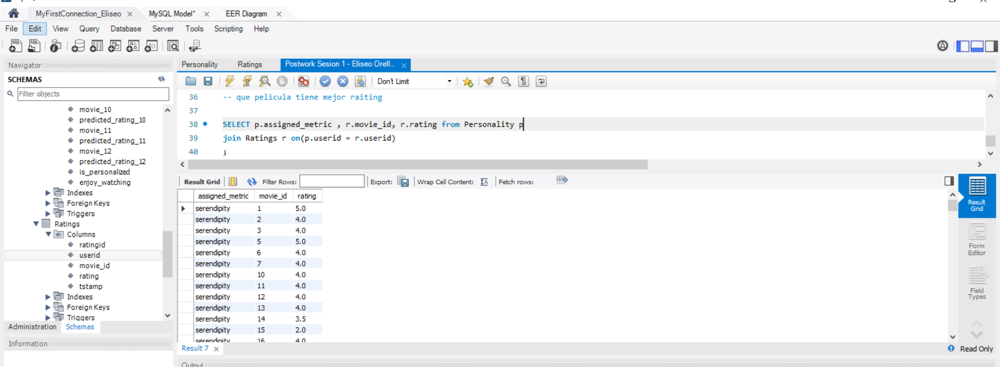 MyFirstConnection_Eliseo
MySQL Model*
EER Diagram
File Edit View Query Database Server Tools Scripting Help
Navigator
SCHEMAS
Filter objects
movie_10
predicted_rating_10
movie_11
predicted_rating_11
movie_12
predicted_rating_12
is_personalized
enjoy_watching
Indexes
Foreign Keys
Triggers
Ratings
Columns
ratingid
userid
movie_id
rating
tstamp
Indexes
Foreign Keys
Triggers
Administration Schemas
Information
Personality Ratings Postwork Sesion 1 - Eliseo Orell...
Don't Limit
36 -- que pelicula tiene mejor raiting
37
38 SELECT p.assigned_metric , r.movie_id, r.rating from Personality p
39 join Ratings r on(p.userid = r.userid)
40 ;
Result Grid Filter Rows: Export: Wrap Cell Content: Fetch rows:
assigned_metric movie_id rating
serendipity 1 5.0
serendipity 2 4.0
serendipity 3 4.0
serendipity 5 5.0
serendipity 6 4.0
serendipity 7 4.0
serendipity 10 4.0
serendipity 11 4.0
serendipity 12 4.0
serendipity 13 4.0
serendipity 14 3.5
serendipity 15 2.0
serendipity 16 4.0
Result
Grid
Form
Editor
Field
Types
Result 7
Read Only
Output